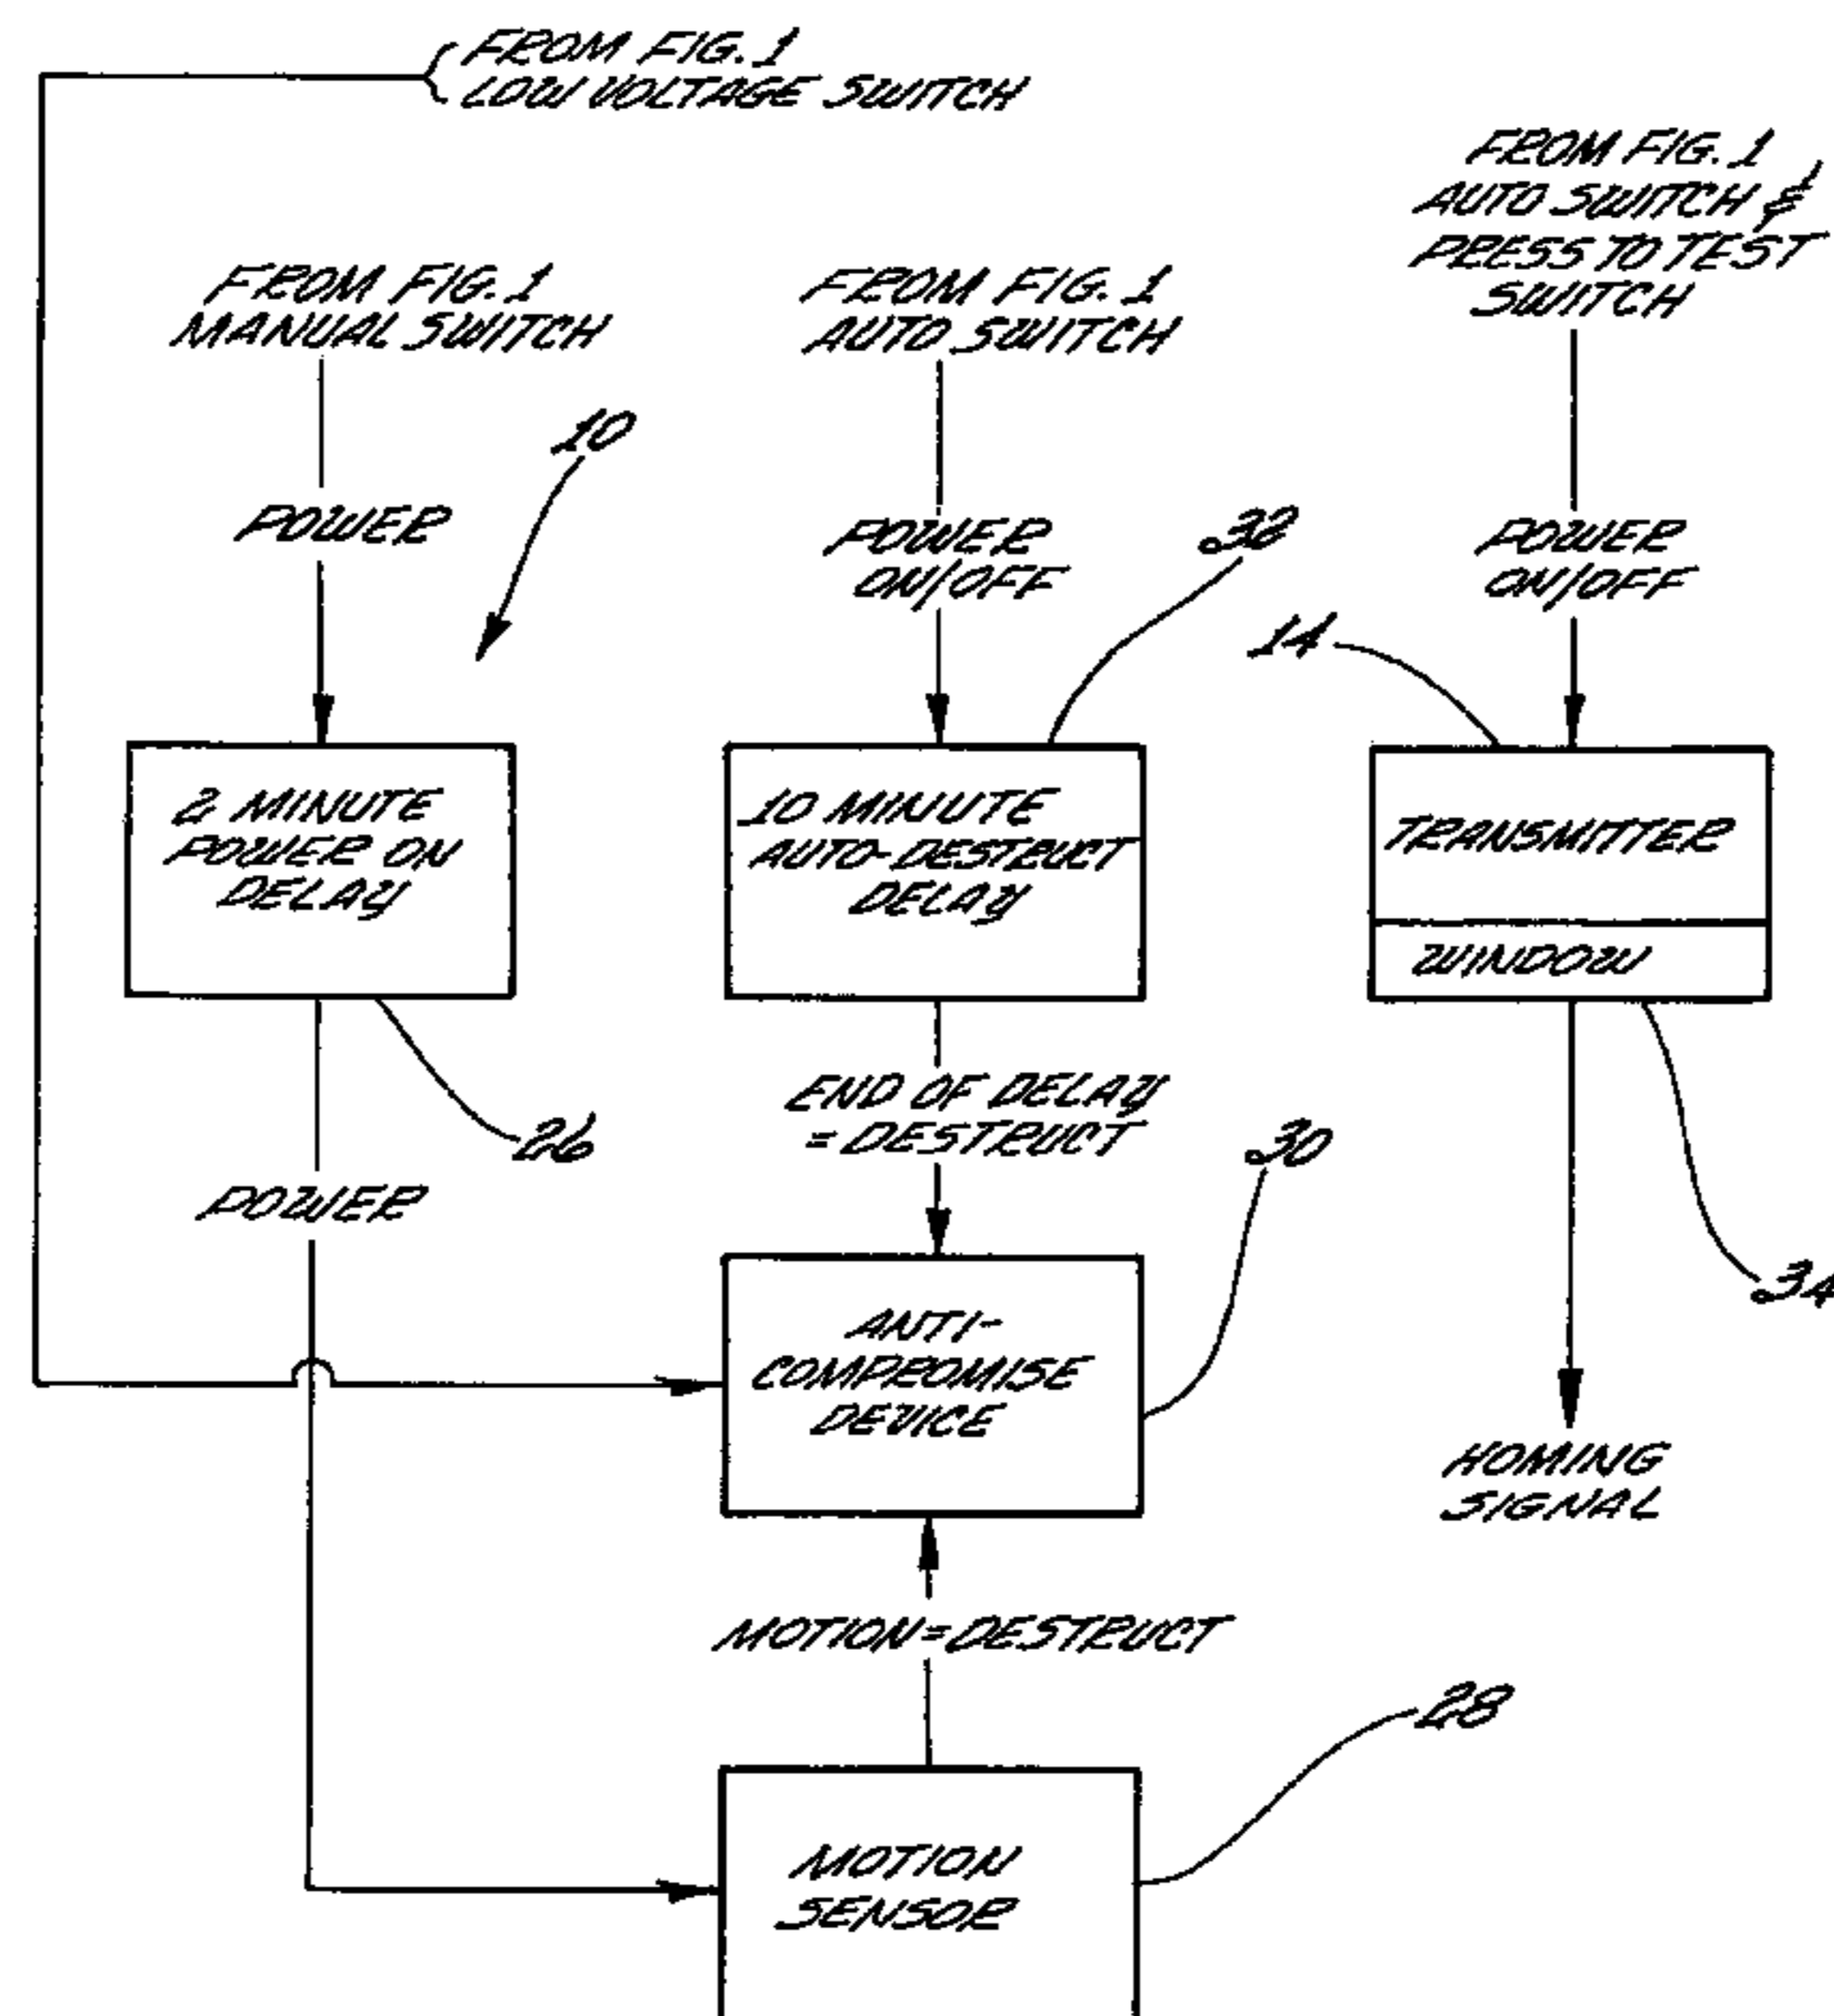 FROM FIG. 1
LOW VOLTAGE SWITCH
FROM FIG. 1
AUTO SWITCH &
PRESS TO TEST
SWITCH
FROM FIG. 1
MANUAL SWITCH
FROM FIG. 1
AUTO SWITCH
10
POWER
POWER
ON/OFF
32
POWER
ON/OFF
14
2 MINUTE
POWER ON
DELAY
10 MINUTE
AUTO-DESTRUCT
DELAY
TRANSMITTER
WINDOW
26
END OF DELAY
= DESTRUCT
30
POWER
34
ANTI-
COMPROMISE
DEVICE
HOMING
SIGNAL
MOTION=DESTRUCT
28
MOTION
SENSOR